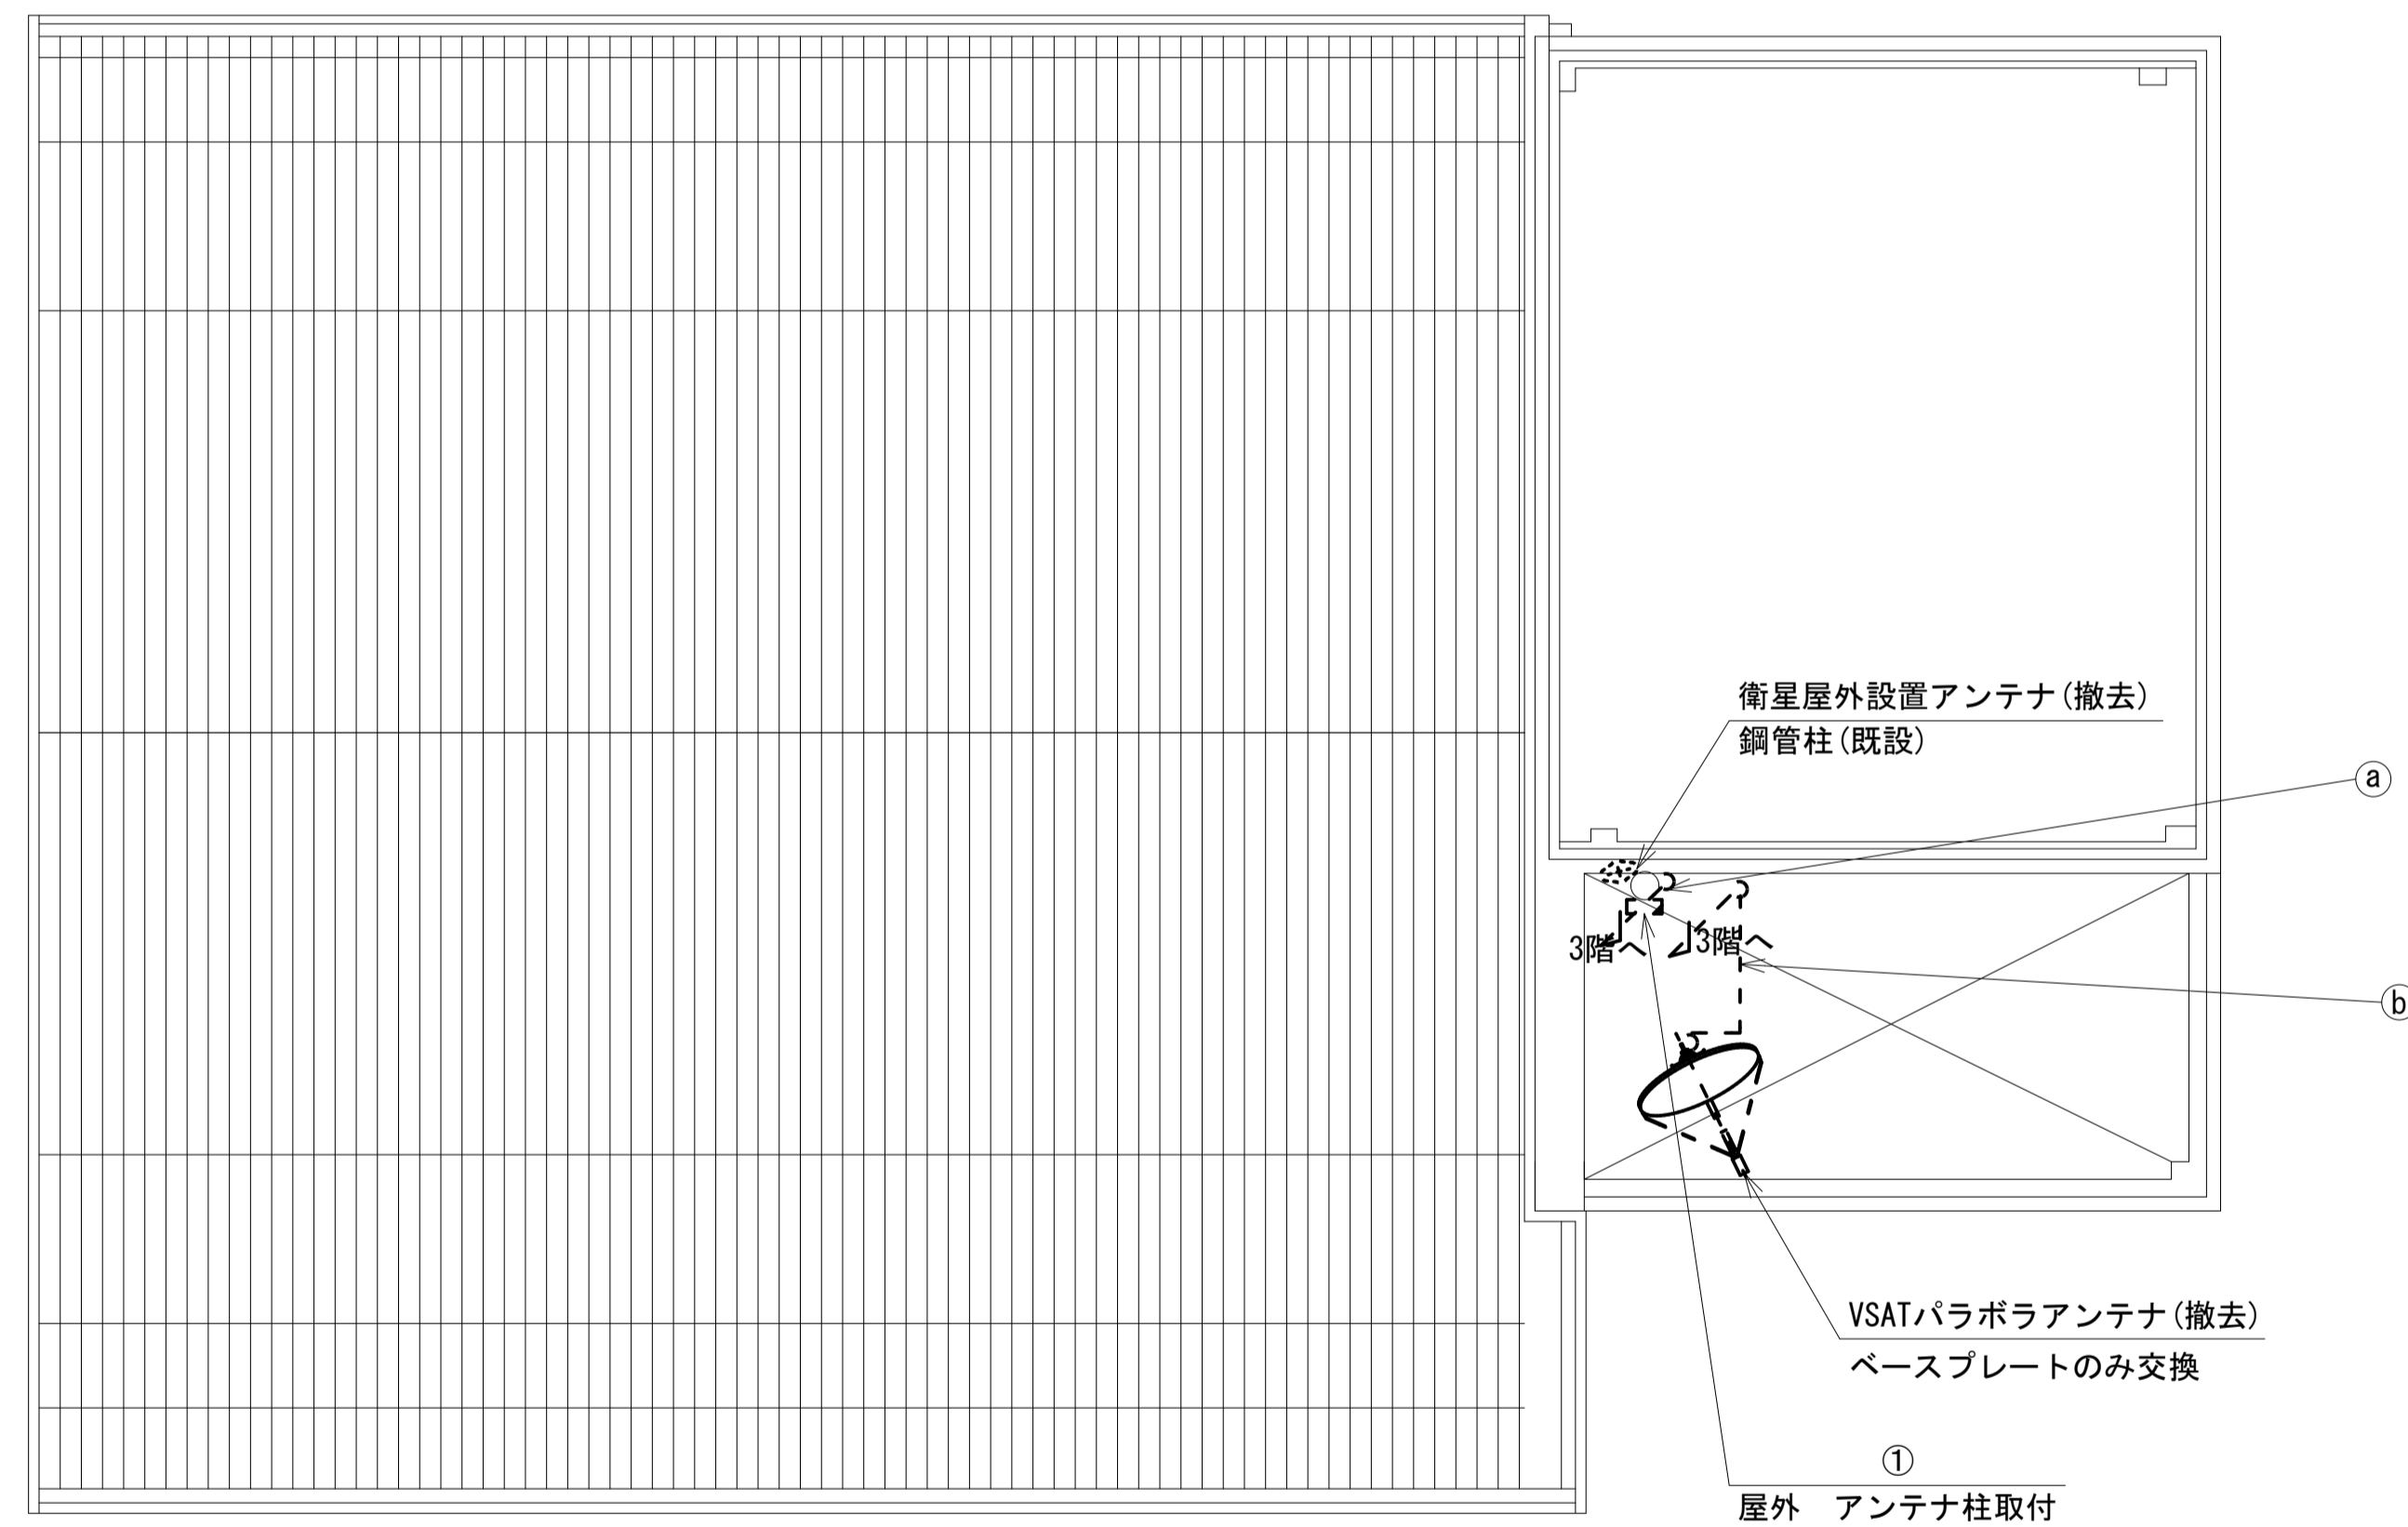 衛星屋外設置アンテナ(撤去)
鋼管柱(既設)
ⓐ
3階へ
3階へ
ⓑ
VSATパラボラアンテナ(撤去)
ベースプレートのみ交換
①
屋外　アンテナ柱取付